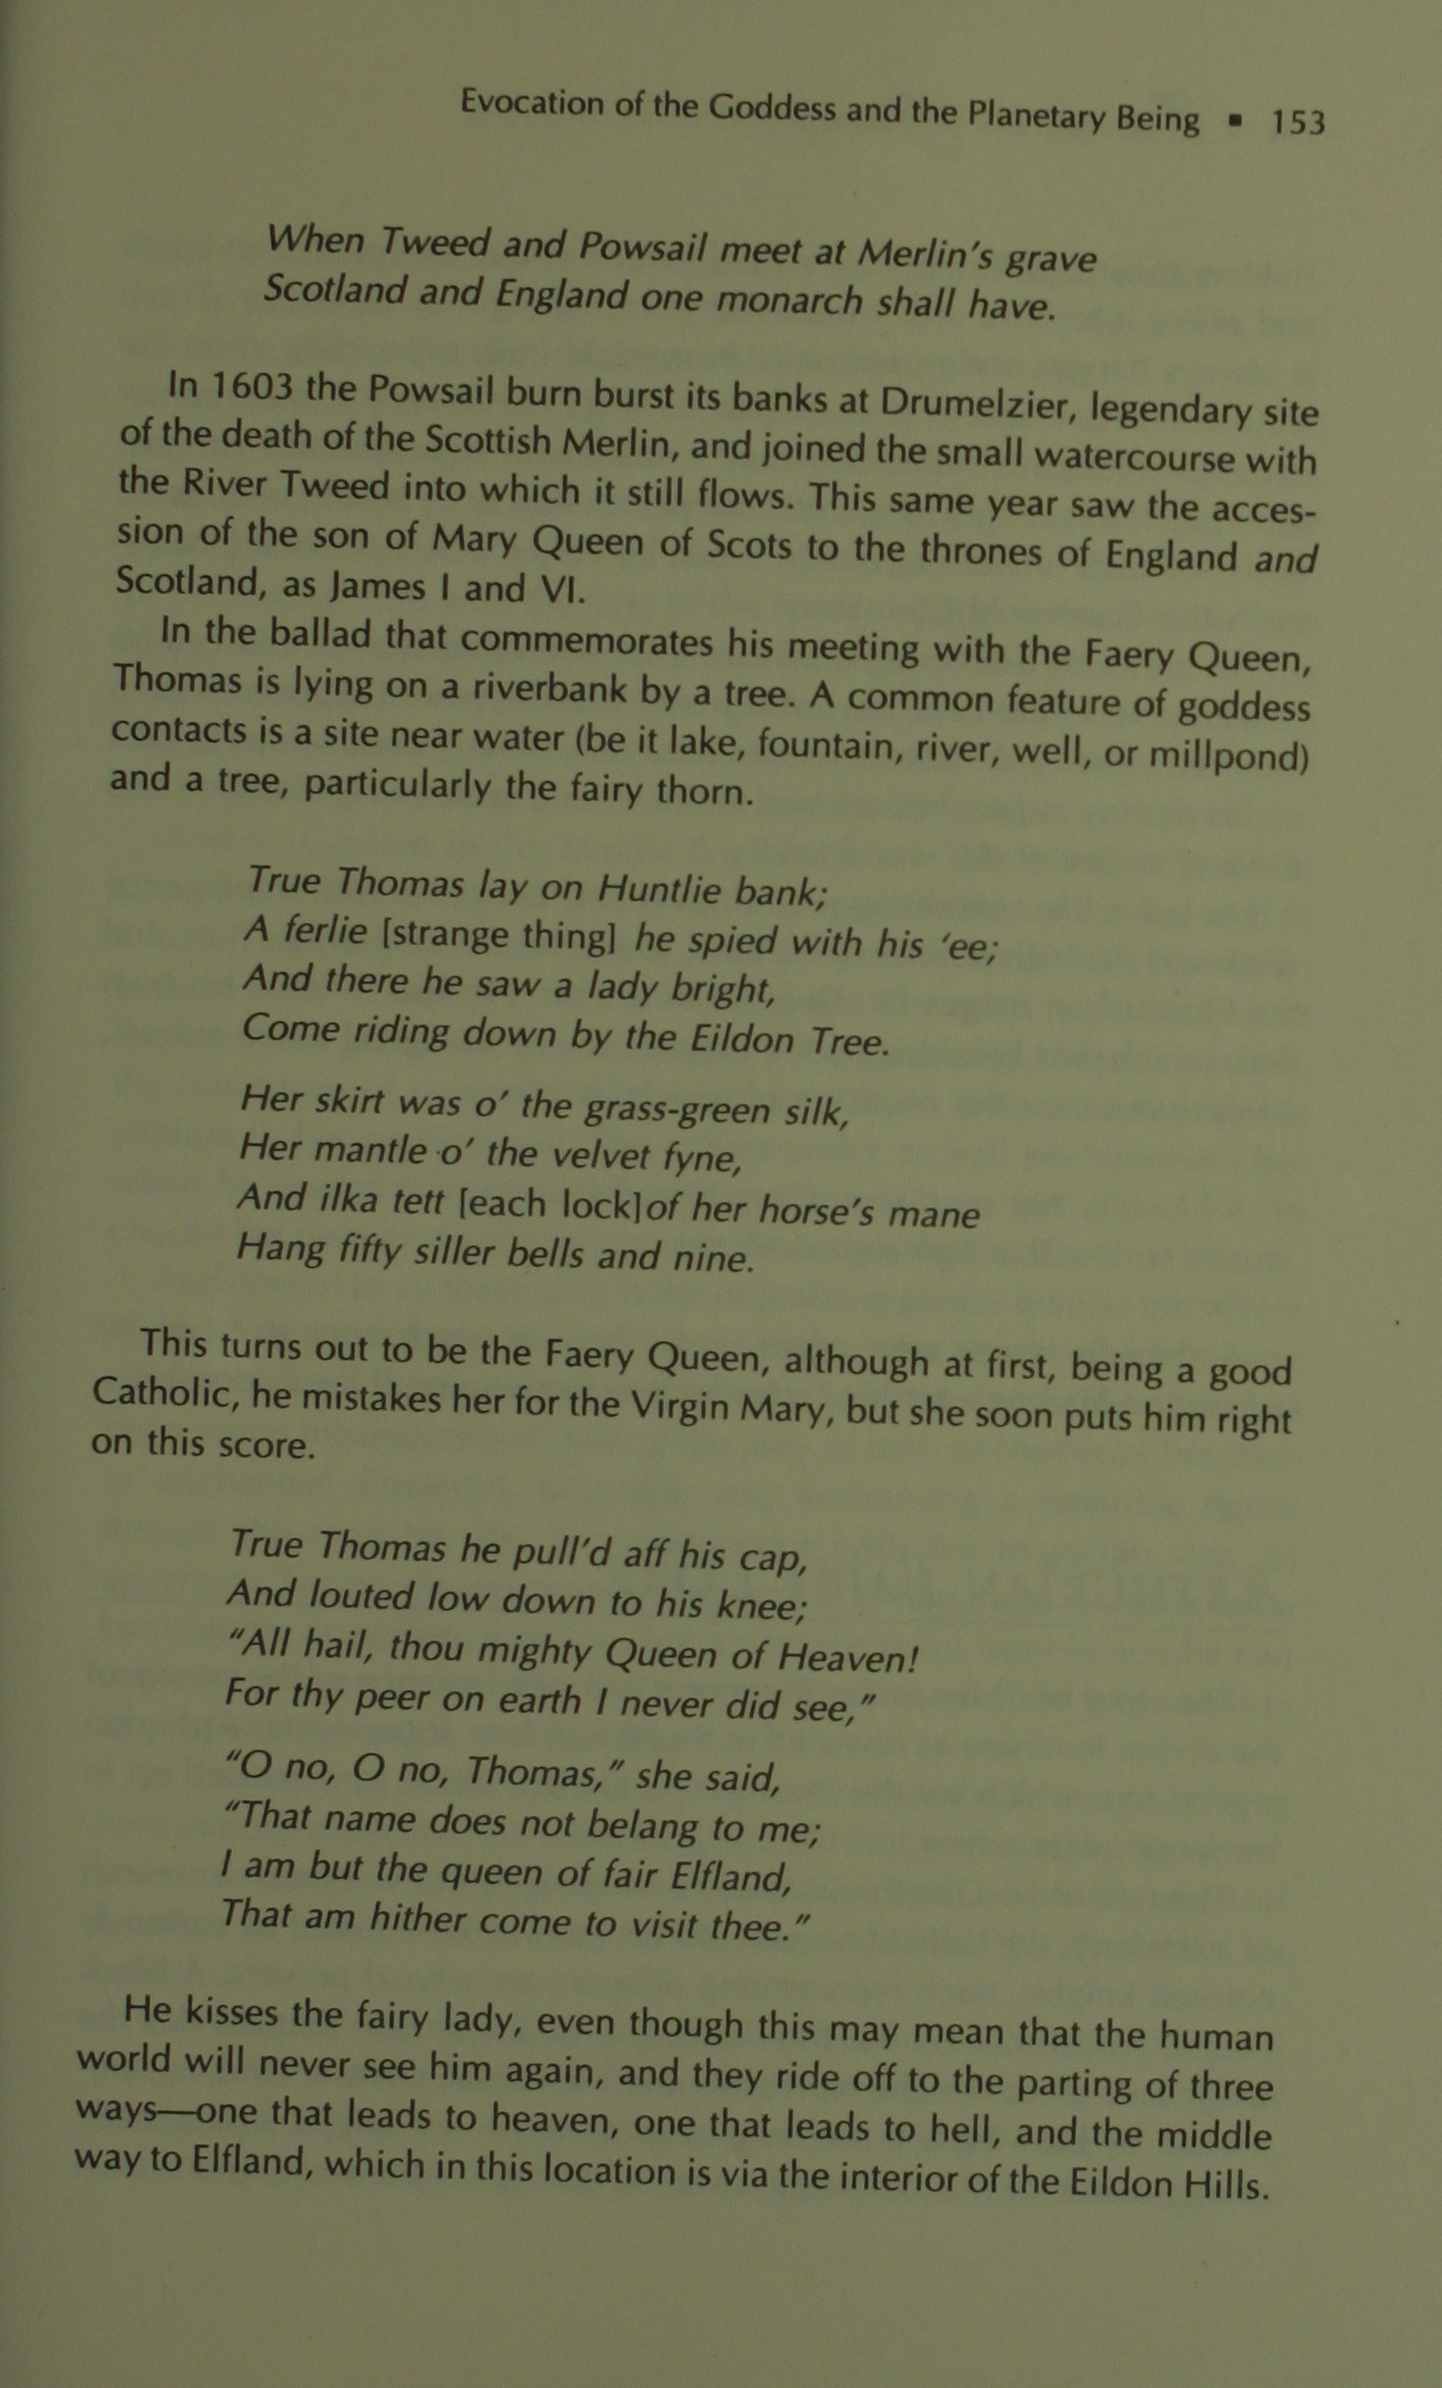 Evocation of the Goddess and the Planetary Being ▪ 153
When Tweed and Powsail meet at Merlin's grave
Scotland and England one monarch shall have.
In 1603 the Powsail burn burst its banks at Drumelzier, legendary site
of the death of the Scottish Merlin, and joined the small watercourse with
the River Tweed into which it still flows. This same year saw the acces-
sion of the son of Mary Queen of Scots to the thrones of England and
Scotland, as James I and VI.
In the ballad that commemorates his meeting with the Faery Queen,
Thomas is lying on a riverbank by a tree. A common feature of goddess
contacts is a site near water (be it lake, fountain, river, well, or millpond)
and a tree, particularly the fairy thorn.
True Thomas lay on Huntlie bank;
A ferlie [strange thing] he spied with his 'ee;
And there he saw a lady bright,
Come riding down by the Eildon Tree.
Her skirt was o' the grass-green silk,
Her mantle o' the velvet fyne,
And ilka tett [each lock]of her horse's mane
Hang fifty siller bells and nine.
This turns out to be the Faery Queen, although at first, being a good
Catholic, he mistakes her for the Virgin Mary, but she soon puts him right
on this score.
True Thomas he pull'd aff his cap,
And louted low down to his knee;
"All hail, thou mighty Queen of Heaven!
For thy peer on earth I never did see,"
"O no, O no, Thomas," she said,
"That name does not belang to me;
I am but the queen of fair Elfland,
That am hither come to visit thee."
He kisses the fairy lady, even though this may mean that the human
world will never see him again, and they ride off to the parting of three
ways—one that leads to heaven, one that leads to hell, and the middle
way to Elfland, which in this location is via the interior of the Eildon Hills.